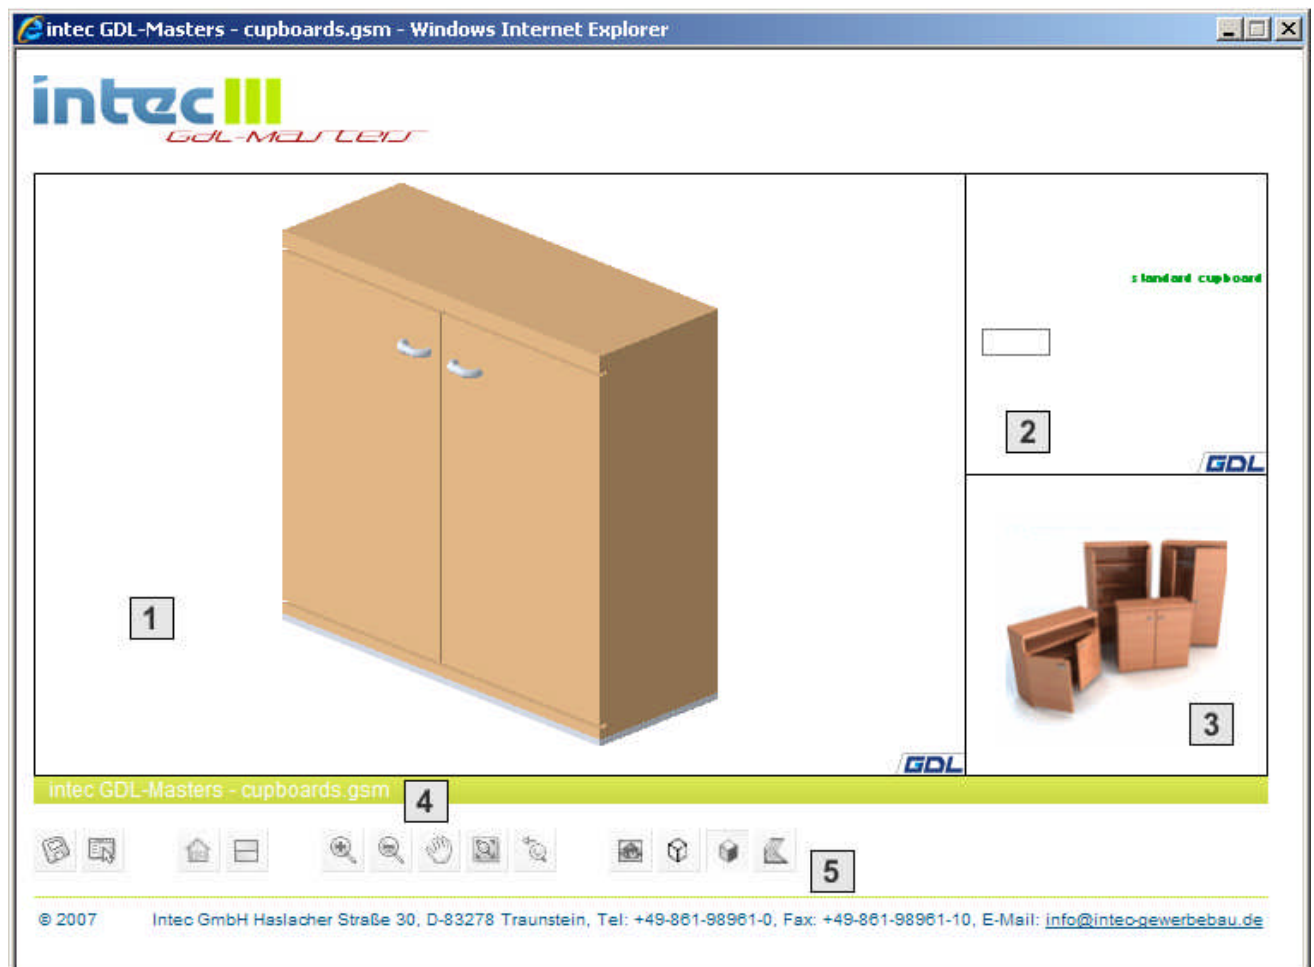 intec GDL-Masters - cupboards.gsm - Windows Internet Explorer
intec
GDL-Masters
standard cupboard
2
GDL
1
3
GDL
intec GDL-Masters - cupboards.gsm
4
5
© 2007 Intec GmbH Haslacher Straße 30, D-83278 Traunstein, Tel: +49-861-98961-0, Fax: +49-861-98961-10, E-Mail: info@intec-gewerbebau.de